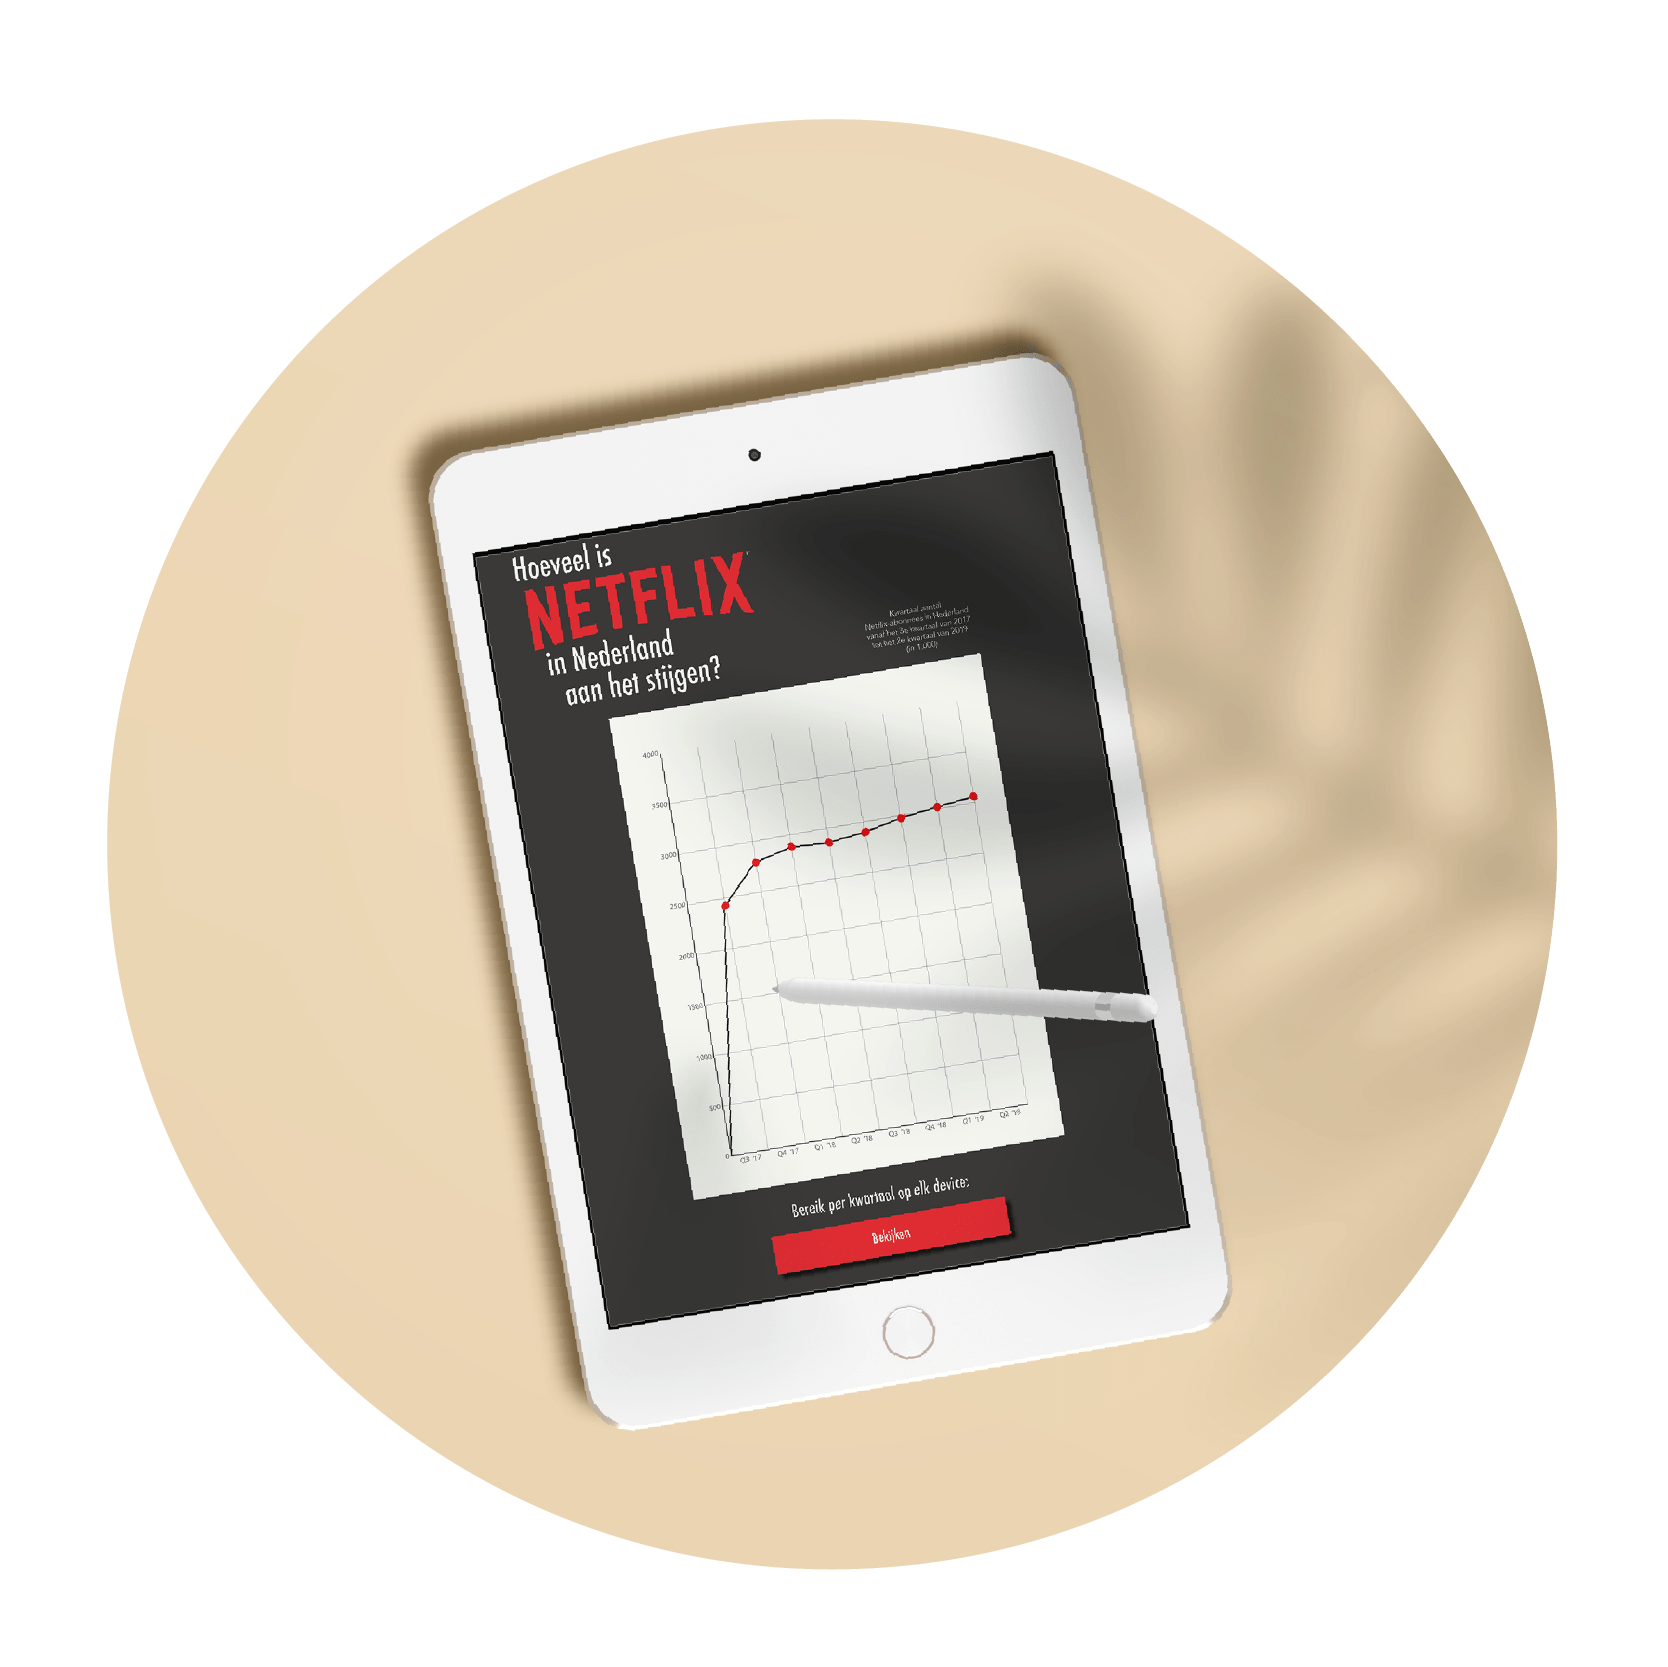 Hoeveel is
NETFLIX
in Nederland
aan het stijgen?
Kwartaal aantal
Netflix-abonnees in Nederland
vanaf het 3e kwartaal van 2017
tot het 2e kwartaal van 2019
(in 1.000)
4000
3500
3000
2500
2000
1500
1000
500
0
Q3 '17 Q4 '17 Q1 '18 Q2 '18 Q3 '18 Q4 '18 Q1 '19 Q2 '19
Bereik per kwartaal op elk device:
Bekijken